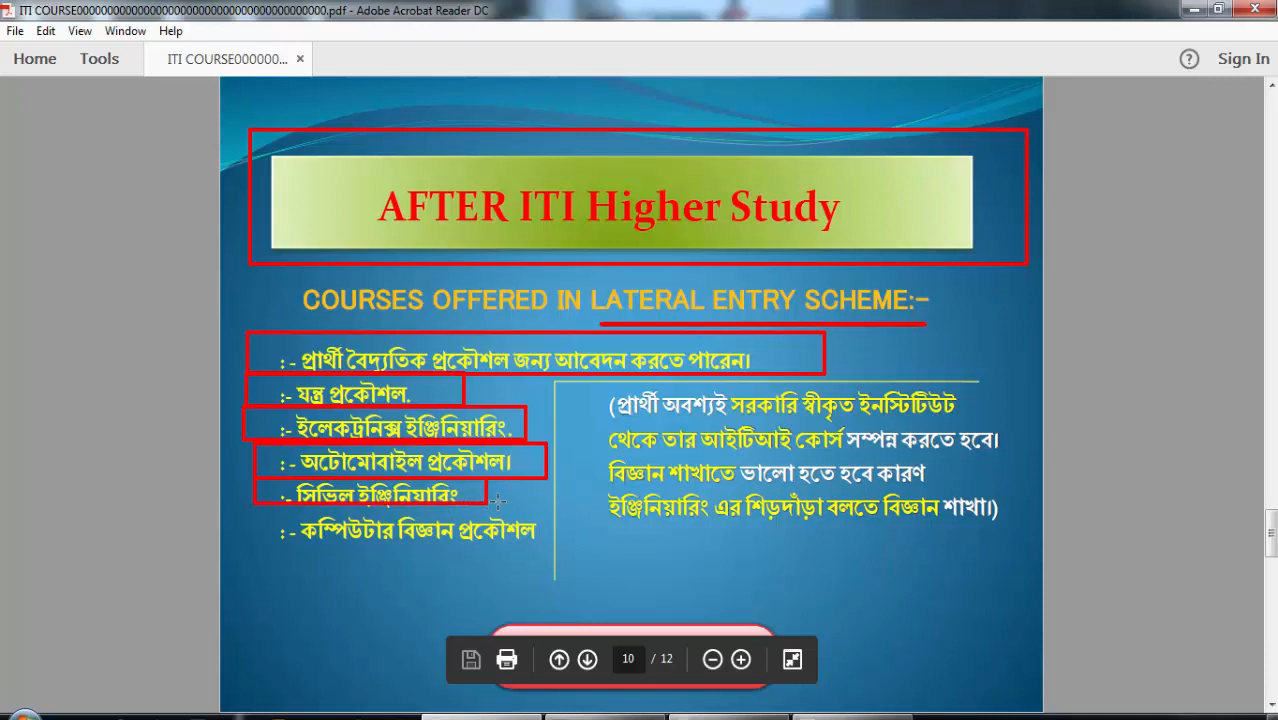 ITI COURSE00000000000000000000000000000000000000.pdf - Adobe Acrobat Reader DC
File Edit View Window Help
Home Tools ITI COURSE000000... × ? Sign In
AFTER ITI Higher Study
COURSES OFFERED IN LATERAL ENTRY SCHEME:-
: - প্রার্থী বৈদ্যুতিক প্রকৌশল জন্য আবেদন করতে পারেন।
:- যন্ত্র প্রকৌশল.
:- ইলেকট্রনিক্স ইঞ্জিনিয়ারিং.
: - অটোমোবাইল প্রকৌশল।
:- সিভিল ইঞ্জিনিয়ারিং
: - কম্পিউটার বিজ্ঞান প্রকৌশল
(প্রার্থী অবশ্যই সরকারি স্বীকৃত ইনস্টিটিউট
থেকে তার আইটিআই কোর্স সম্পন্ন করতে হবে।
বিজ্ঞান শাখাতে ভালো হতে হবে কারণ
ইঞ্জিনিয়ারিং এর শিড়দাঁড়া বলতে বিজ্ঞান শাখা।)
10 / 12